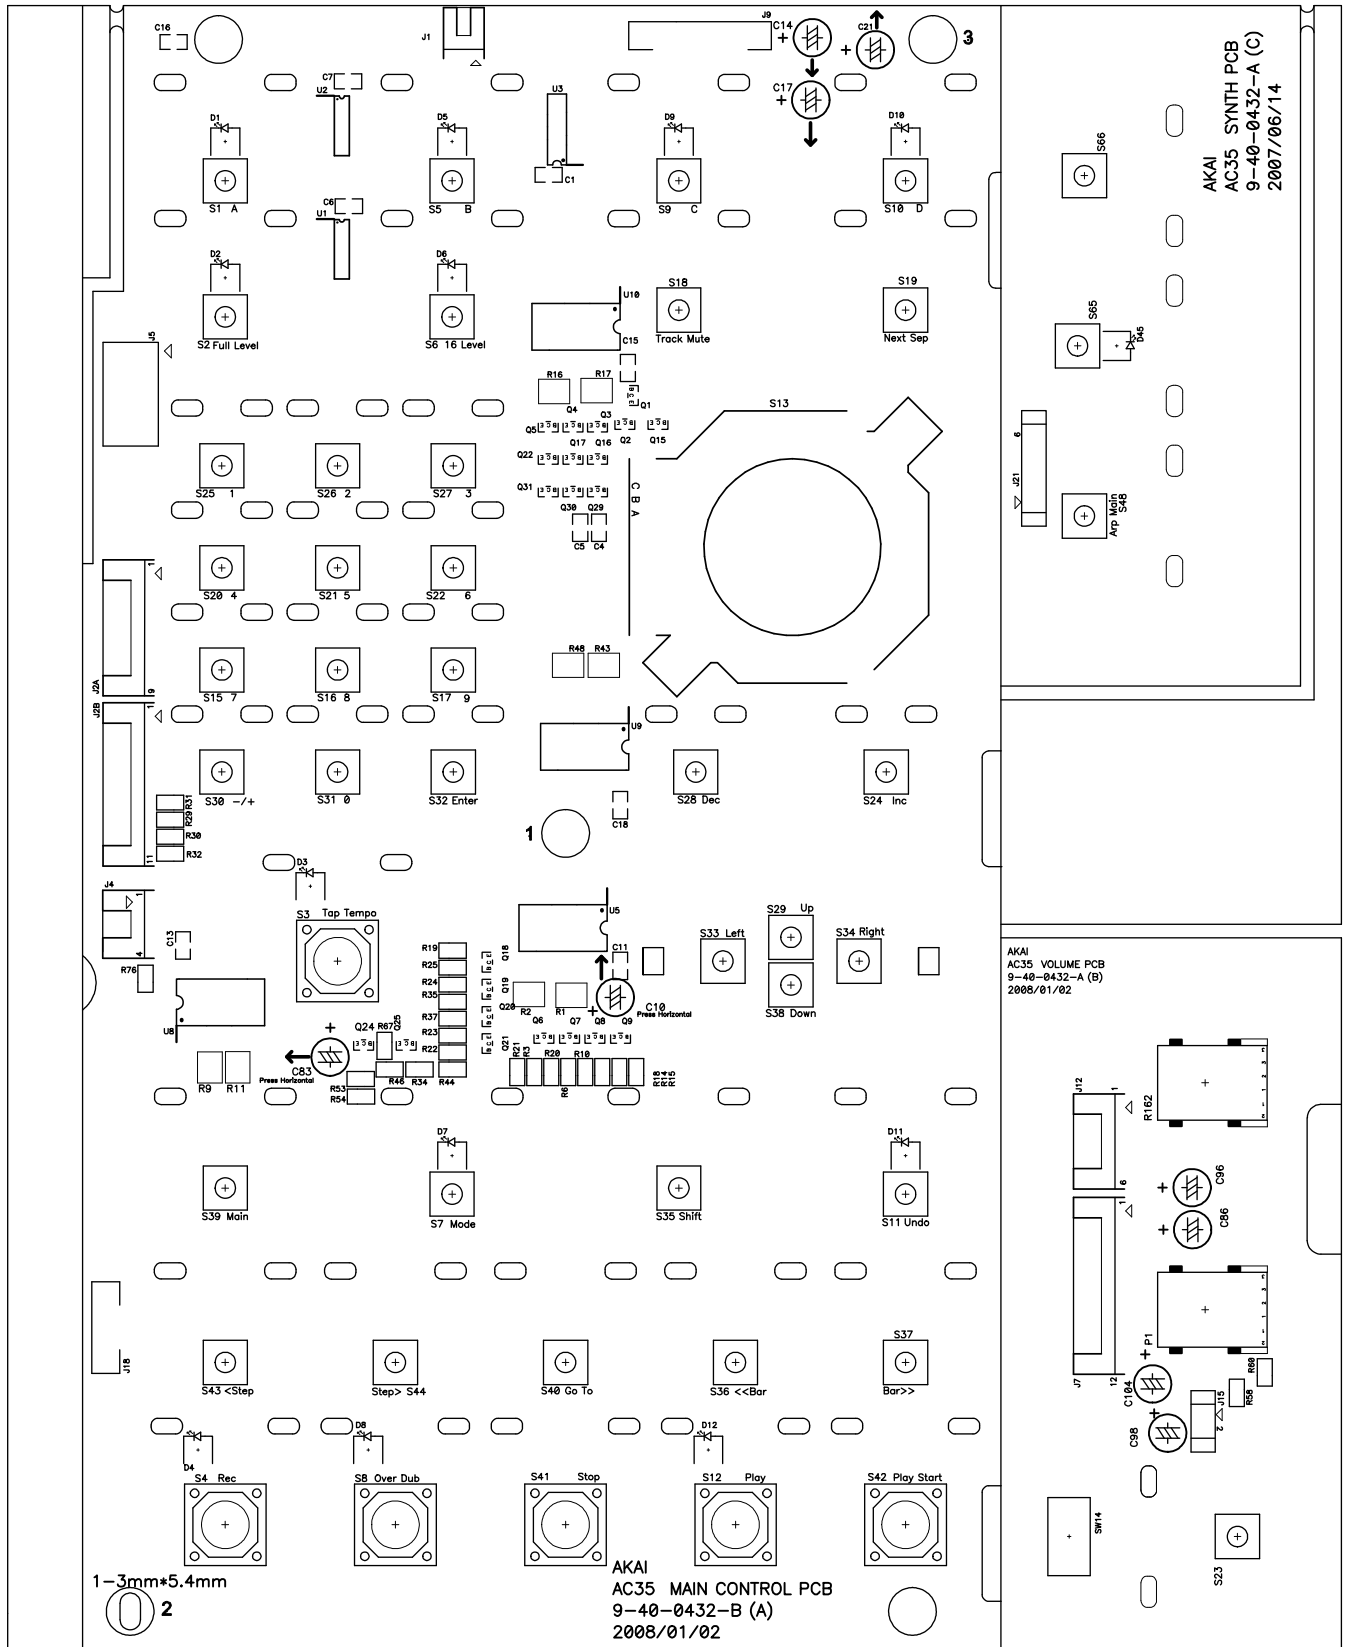 C16
J1
J9
C14
C21
3
+
+
C7
U2
U3
C17
+
D1
D5
D9
D10
C1
S1 A
S5 B
S9 C
S10 D
C6
U1
D2
D6
S18
S19
U10
S2 Full Level
S6 16 Level
C15
Track Mute
Next Sep
J5
R16
R17
Q1
Q4
Q3
S13
Q5
Q17
Q16
Q2
Q15
Q22
Q31
S25 1
S26 2
S27 3
C B A
Q30
Q29
C5
C4
1
S20 4
S21 5
S22 6
R48
R43
J2A
9
S15 7
S16 8
S17 9
J2B
1
U9
S30 -/+
S31 0
S32 Enter
S28 Dec
S24 Inc
R31
R29
R30
R32
11
1
C18
D3
J4
1
4
S3 Tap Tempo
U5
S29 Up
S33 Left
S34 Right
S38 Down
C13
R76
R19
R25
R24
R35
R37
R23
R22
R44
Q18
Q19
Q20
Q21
C11
R2
R1
C10
Press Horizontal
+
U8
+
Q24
R67
Q25
Q6
Q7
Q8
Q9
C83
Press Horizontal
R9
R11
R53
R54
R46
R34
R21
R3
R20
R6
R10
R18
R14
R15
D7
D11
S39 Main
S7 Mode
S35 Shift
S11 Undo
J18
S37
S43 <Step
Step> S44
S40 Go To
S36 <<Bar
Bar>>
D4
D8
D12
S4 Rec
S8 Over Dub
S41 Stop
S12 Play
S42 Play Start
1-3mm*5.4mm
2
AKAI
AC35 MAIN CONTROL PCB
9-40-0432-B (A)
2008/01/02
AKAI
AC35 SYNTH PCB
9-40-0432-A (C)
2007/06/14
S66
S65
D45
6
J21
Arp Main
S48
AKAI
AC35 VOLUME PCB
9-40-0432-A (B)
2008/01/02
J12
1
R162
6
1
+
C96
+
C86
J7
12
P1
+
C104
R60
R58
J15
2
+
C98
SW14
S23